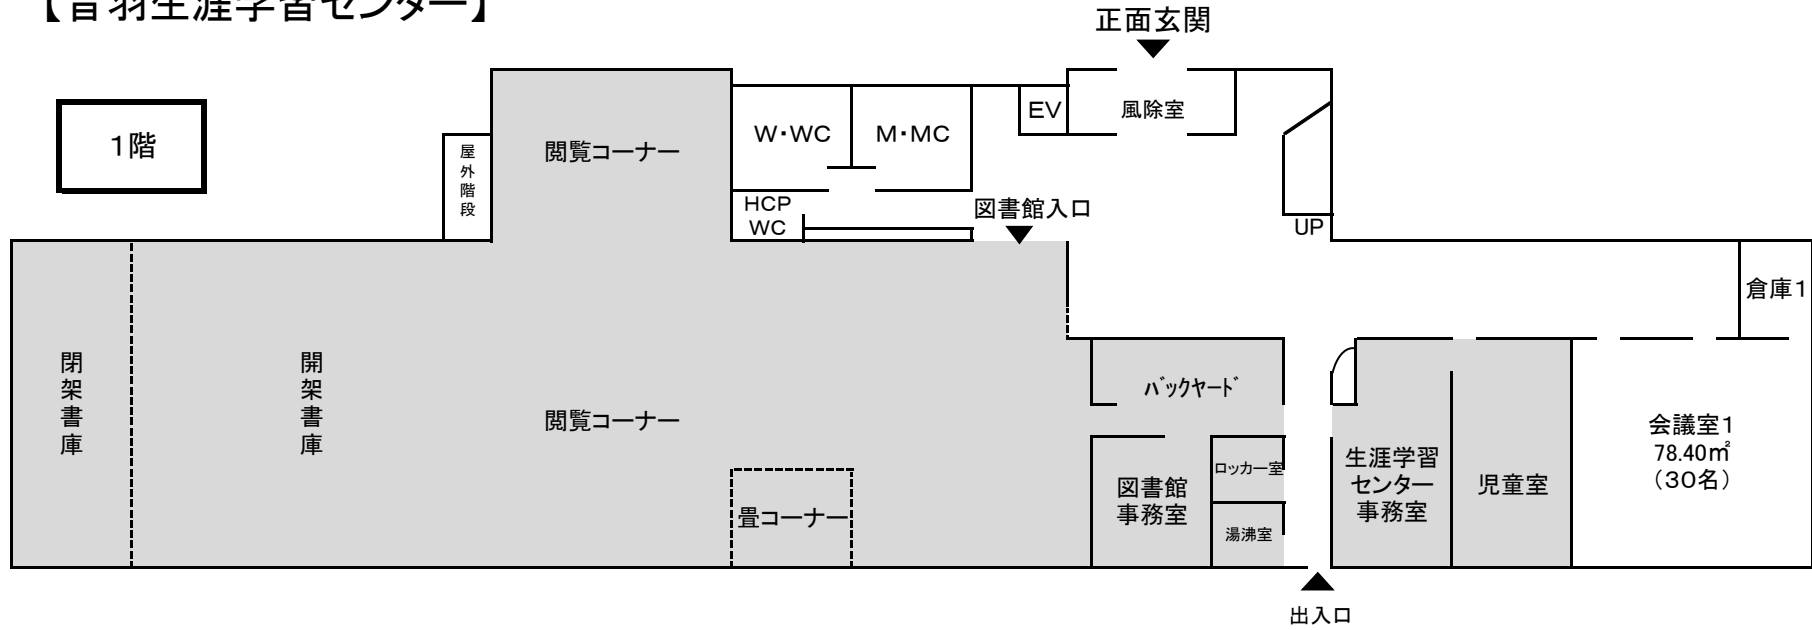 【音羽生涯学習センター】
正面玄関
1階
屋外階段
閲覧コーナー
W・WC
M・MC
EV
風除室
HCP
WC
図書館入口
UP
倉庫1
閉架書庫
開架書庫
閲覧コーナー
バックヤード
畳コーナー
図書館
事務室
ロッカー室
湯沸室
生涯学習
センター
事務室
児童室
会議室1
78.40㎡
（30名）
出入口